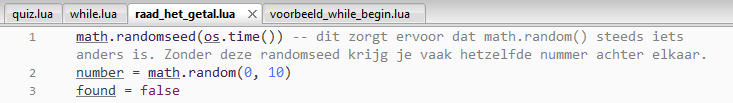 quiz.lua while.lua raad_het_getal.lua voorbeeld_while_begin.lua
1 math.randomseed(os.time()) -- dit zorgt ervoor dat math.random() steeds iets
anders is. Zonder deze randomseed krijg je vaak hetzelfde nummer achter elkaar.
2 number = math.random(0, 10)
3 found = false